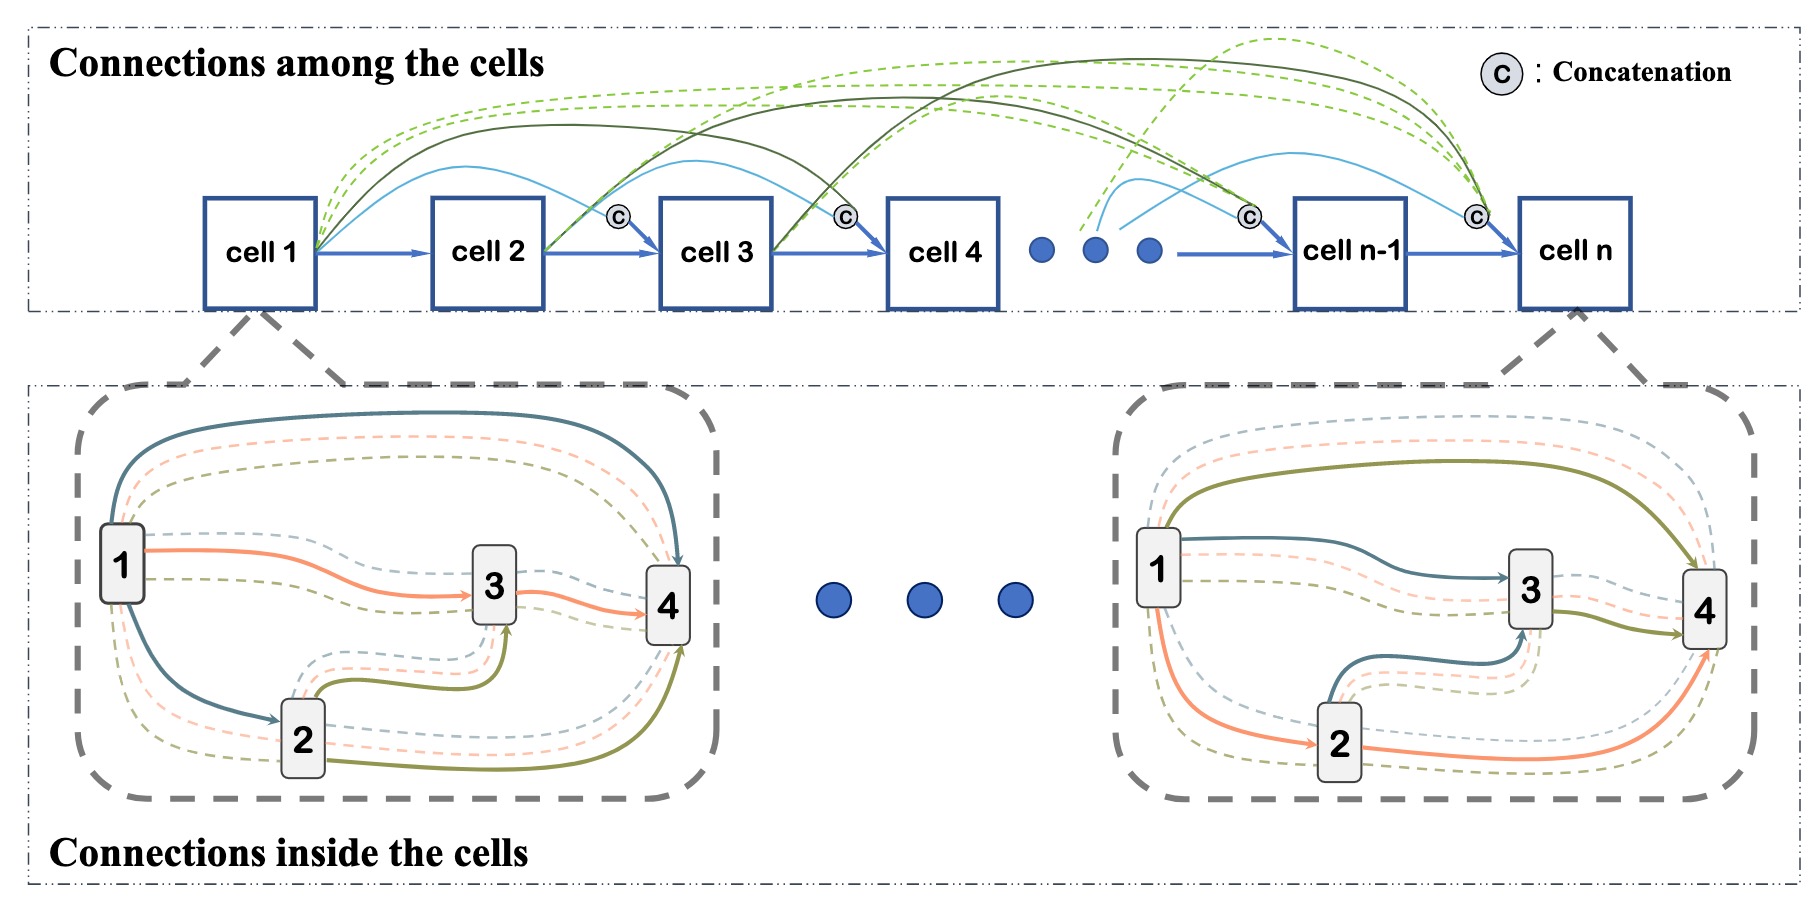 Connections among the cells
C : Concatenation
C C C C
cell 1 cell 2 cell 3 cell 4 cell n-1 cell n
1 3 4 2
1 3 4 2
Connections inside the cells